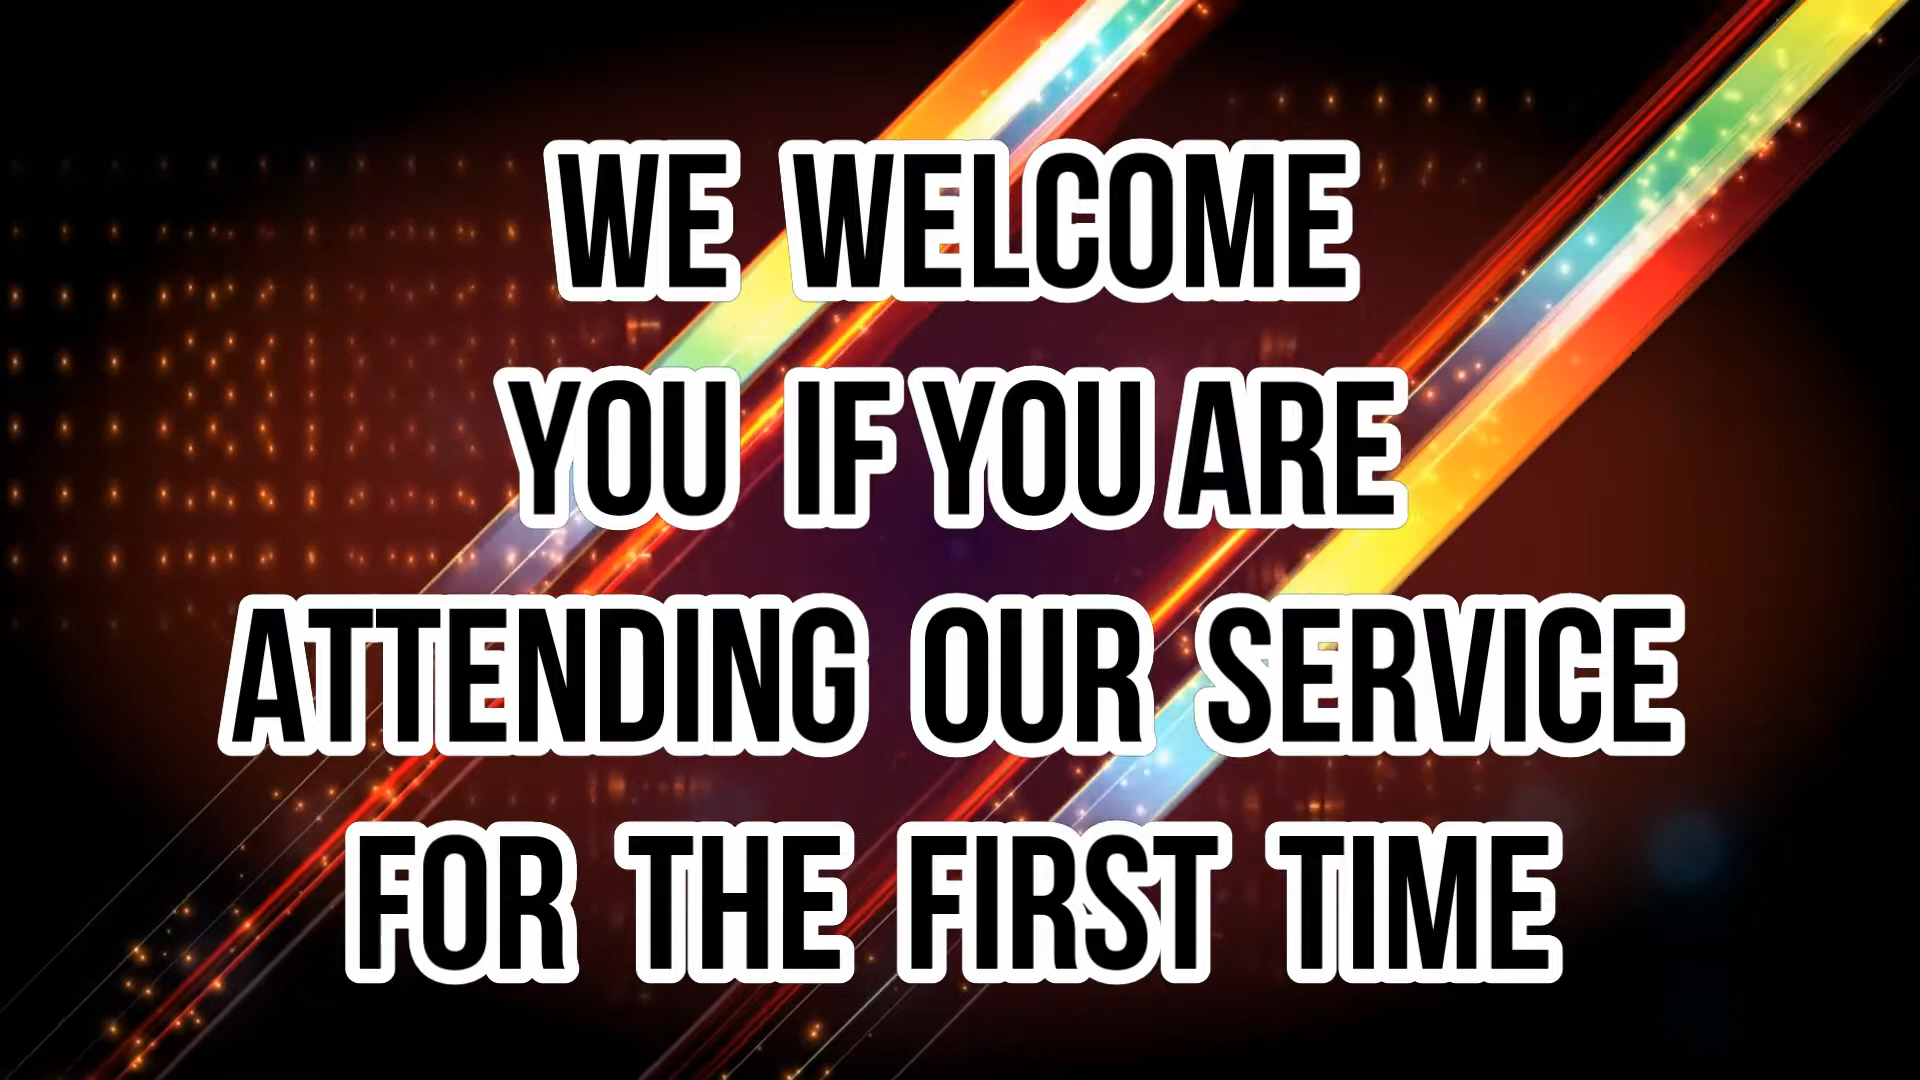 WE WELCOME
YOU IF YOU ARE
ATTENDING OUR SERVICE
FOR THE FIRST TIME